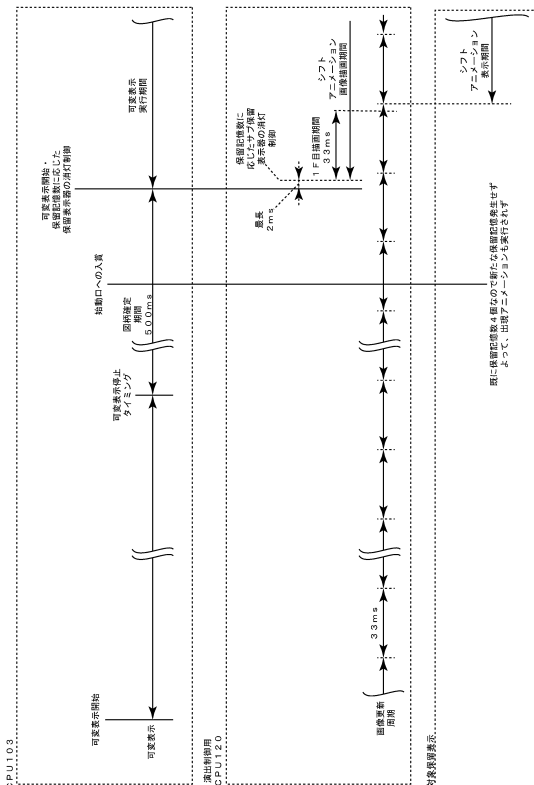 CPU103
可変表示
可変表示開始
可変表示停止
タイミング
図柄確定
期間
500ms
始動口への入賞
可変表示開始・
保留記憶数に応じた
保留表示器の消灯制御
可変表示
実行期間
演出制御用
CPU120
画像更新
周期
33ms
最長
2ms
保留記憶数に
応じたサブ保留
表示器の消灯
制御
1F目描画期間
33ms
シフト
アニメーション
画像描画期間
対象保留表示
既に保留記憶数4個なので新たな保留記憶発生せず
よって、出現アニメーションも実行されず
シフト
アニメーション
表示期間